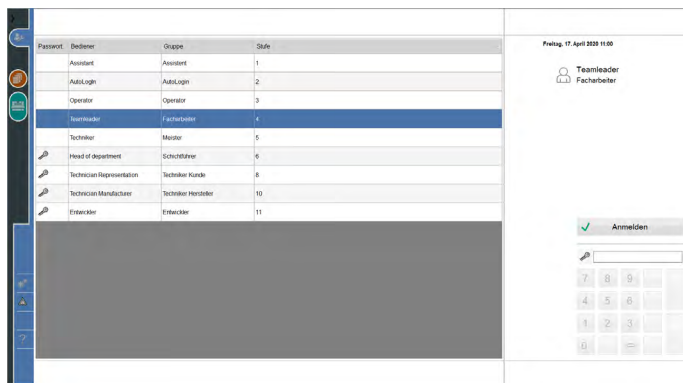 Passwort Bediener Gruppe Stufe
Assistant Assistent 1
AutoLogin AutoLogin 2
Operator Operator 3
Teamleader Facharbeiter 4
Techniker Meister 5
Head of department Schichtführer 6
Technician Representation Techniker Kunde 8
Technician Manufacturer Techniker Hersteller 10
Entwickler Entwickler 11
Freitag, 17. April 2020 11:00
Teamleader
Facharbeiter
Anmelden
7 8 9
4 5 6
1 2 3
0
?